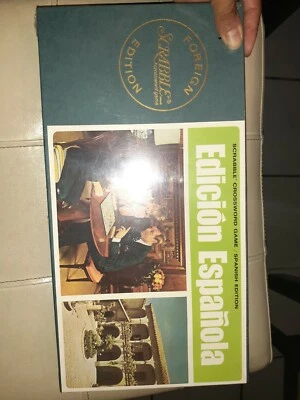 FOREIGN
SCRABBLE®
EDITION
SCRABBLE® CROSSWORD GAME: SPANISH EDITION
Edición Española